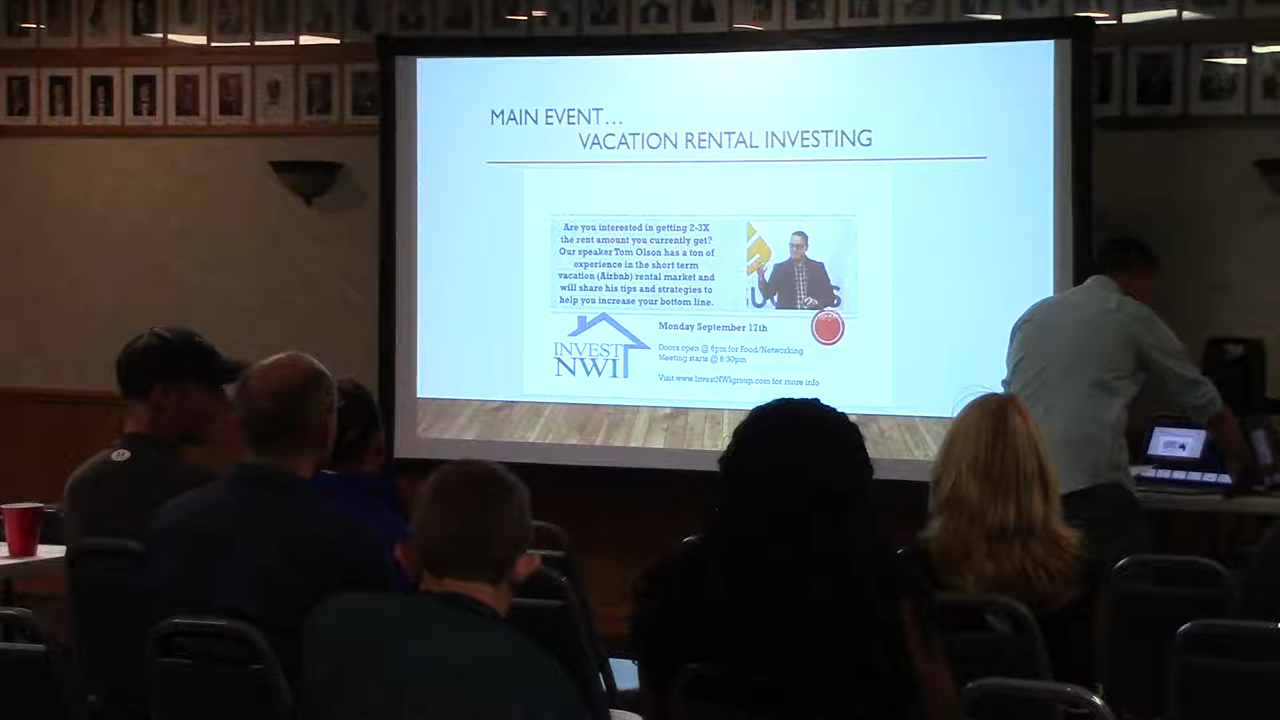 MAIN EVENT...
VACATION RENTAL INVESTING
Are you interested in getting 2-3X
the rent amount you currently get?
Our speaker Tom Olson has a ton of
experience in the short term
vacation (Airbnb) rental market and
will share his tips and strategies to
help you increase your bottom line.
INVEST
NWI
Monday September 17th
Doors open @ 6pm for Food/Networking
Meeting starts @ 6:30pm
Visit www.InvestNWIgroup.com for more info